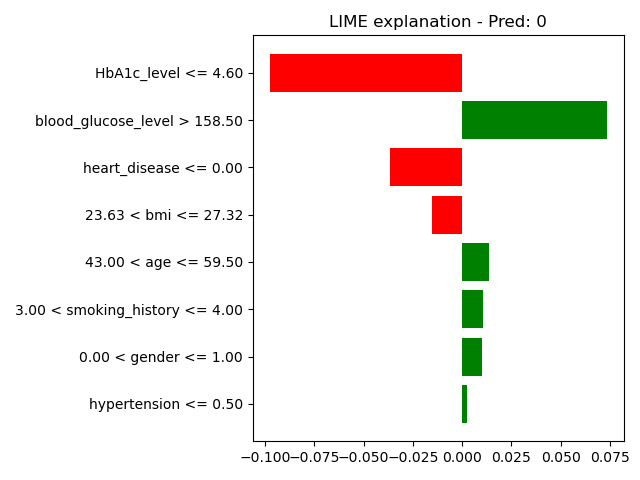 LIME explanation - Pred: 0
HbA1c_level <= 4.60
blood_glucose_level > 158.50
heart_disease <= 0.00
23.63 < bmi <= 27.32
43.00 < age <= 59.50
3.00 < smoking_history <= 4.00
0.00 < gender <= 1.00
hypertension <= 0.50
−0.100 −0.075 −0.050 −0.025 0.000 0.025 0.050 0.075